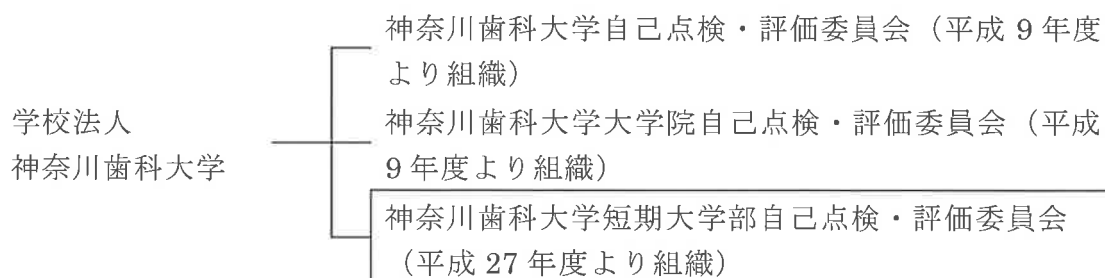 神奈川歯科大学自己点検・評価委員会（平成 9 年度
より組織）
学校法人
神奈川歯科大学
神奈川歯科大学大学院自己点検・評価委員会（平成
9 年度より組織）
神奈川歯科大学短期大学部自己点検・評価委員会
（平成 27 年度より組織）